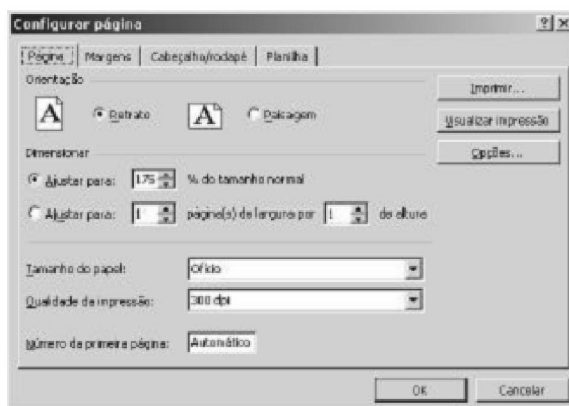 Configurar página
Página Margens Cabeçalho/rodapé Planilha
Orientação
A Retrato A Paisagem
Imprimir...
Visualizar impressão
Opções...
Dimensionar
Ajustar para: 175 % do tamanho normal
Ajustar para: 1 página(s) de largura por 1 de altura
Tamanho do papel: Ofício
Qualidade da impressão: 300 dpi
Número da primeira página: Automático
OK Cancelar